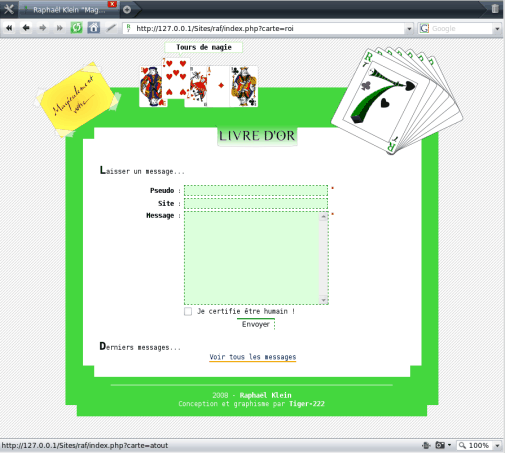 Raphaël Klein "Mag...
http://127.0.0.1/Sites/raf/index.php?carte=roi
Google
Tours de magie
Magicalement
vôtre
R
J
R
LIVRE D'OR
Laisser un message...
Pseudo : *
Site :
Message : *
Je certifie être humain !
Envoyer
Derniers messages...
Voir tous les messages
2008 - Raphaël Klein
Conception et graphisme par Tiger-222
http://127.0.0.1/Sites/raf/index.php?carte=atout
100%